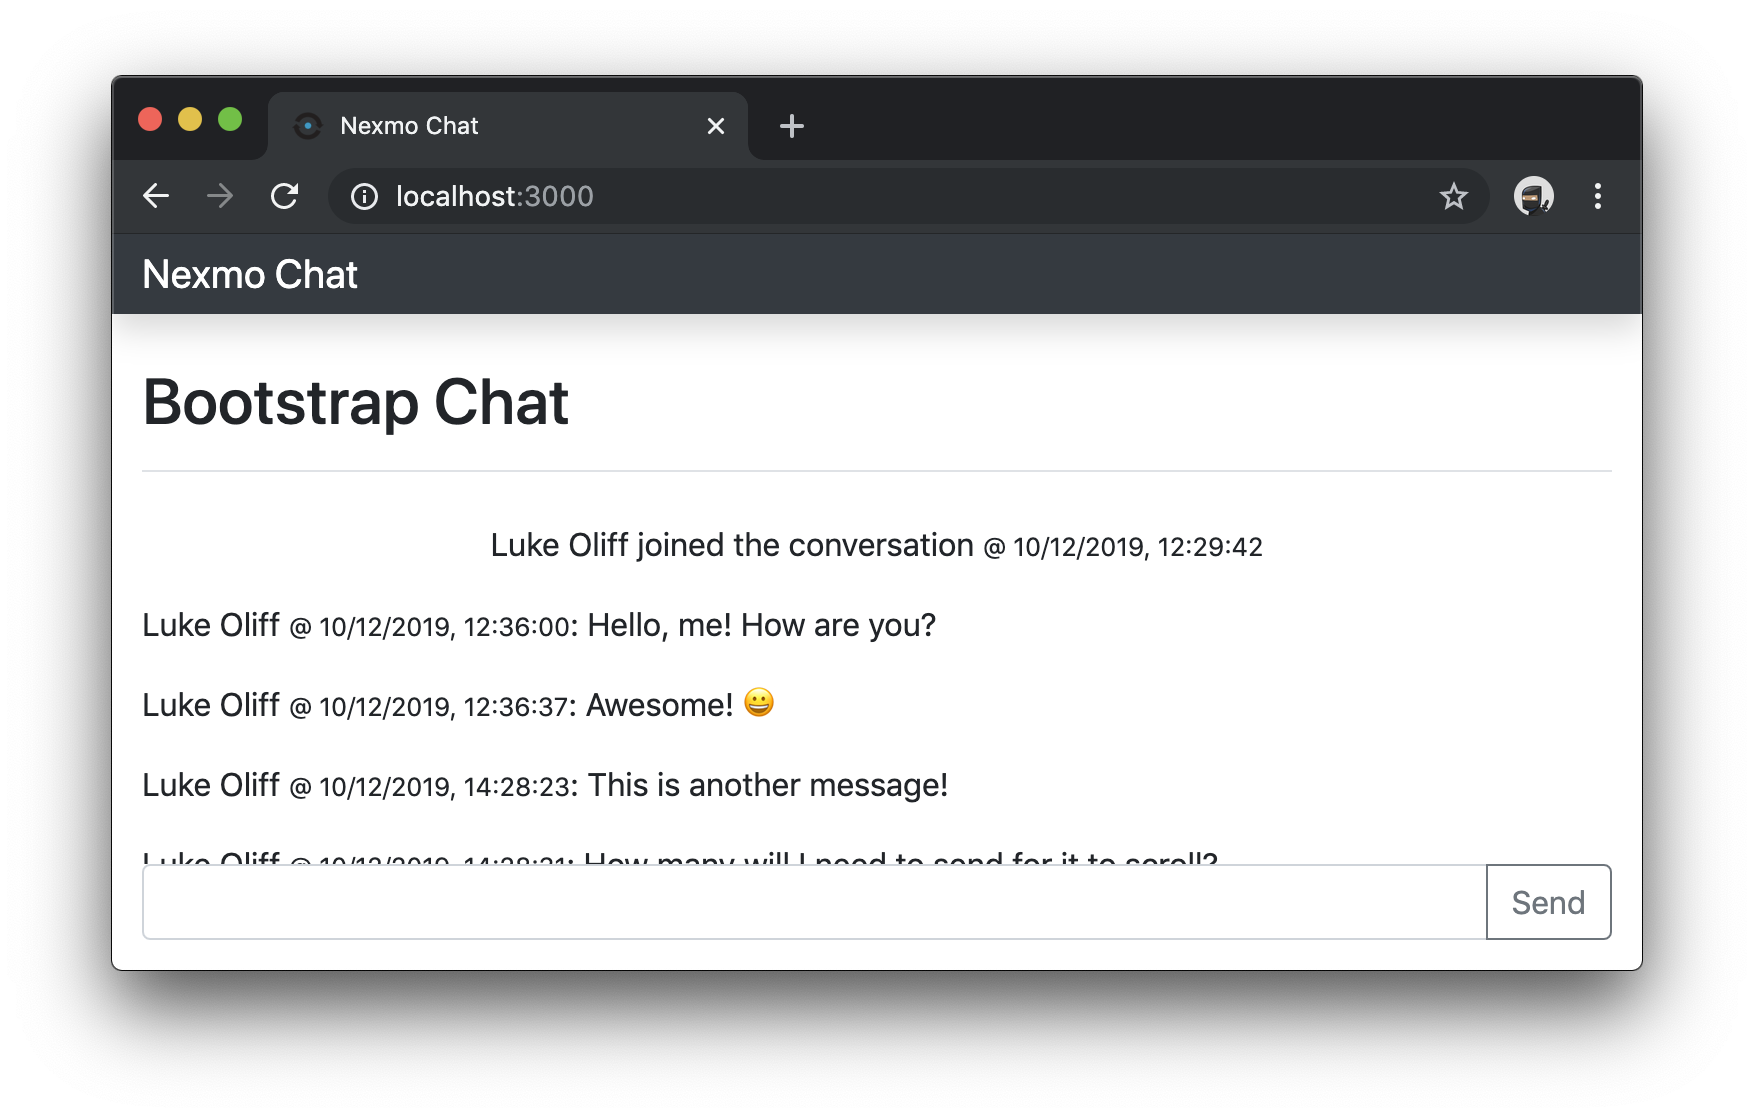 Nexmo Chat
localhost:3000
Nexmo Chat
Bootstrap Chat
Luke Oliff joined the conversation @ 10/12/2019, 12:29:42
Luke Oliff @ 10/12/2019, 12:36:00: Hello, me! How are you?
Luke Oliff @ 10/12/2019, 12:36:37: Awesome! 😀
Luke Oliff @ 10/12/2019, 14:28:23: This is another message!
Luke Oliff @ 10/12/2019, 14:28:31: How many will I need to send for it to scroll?
Send